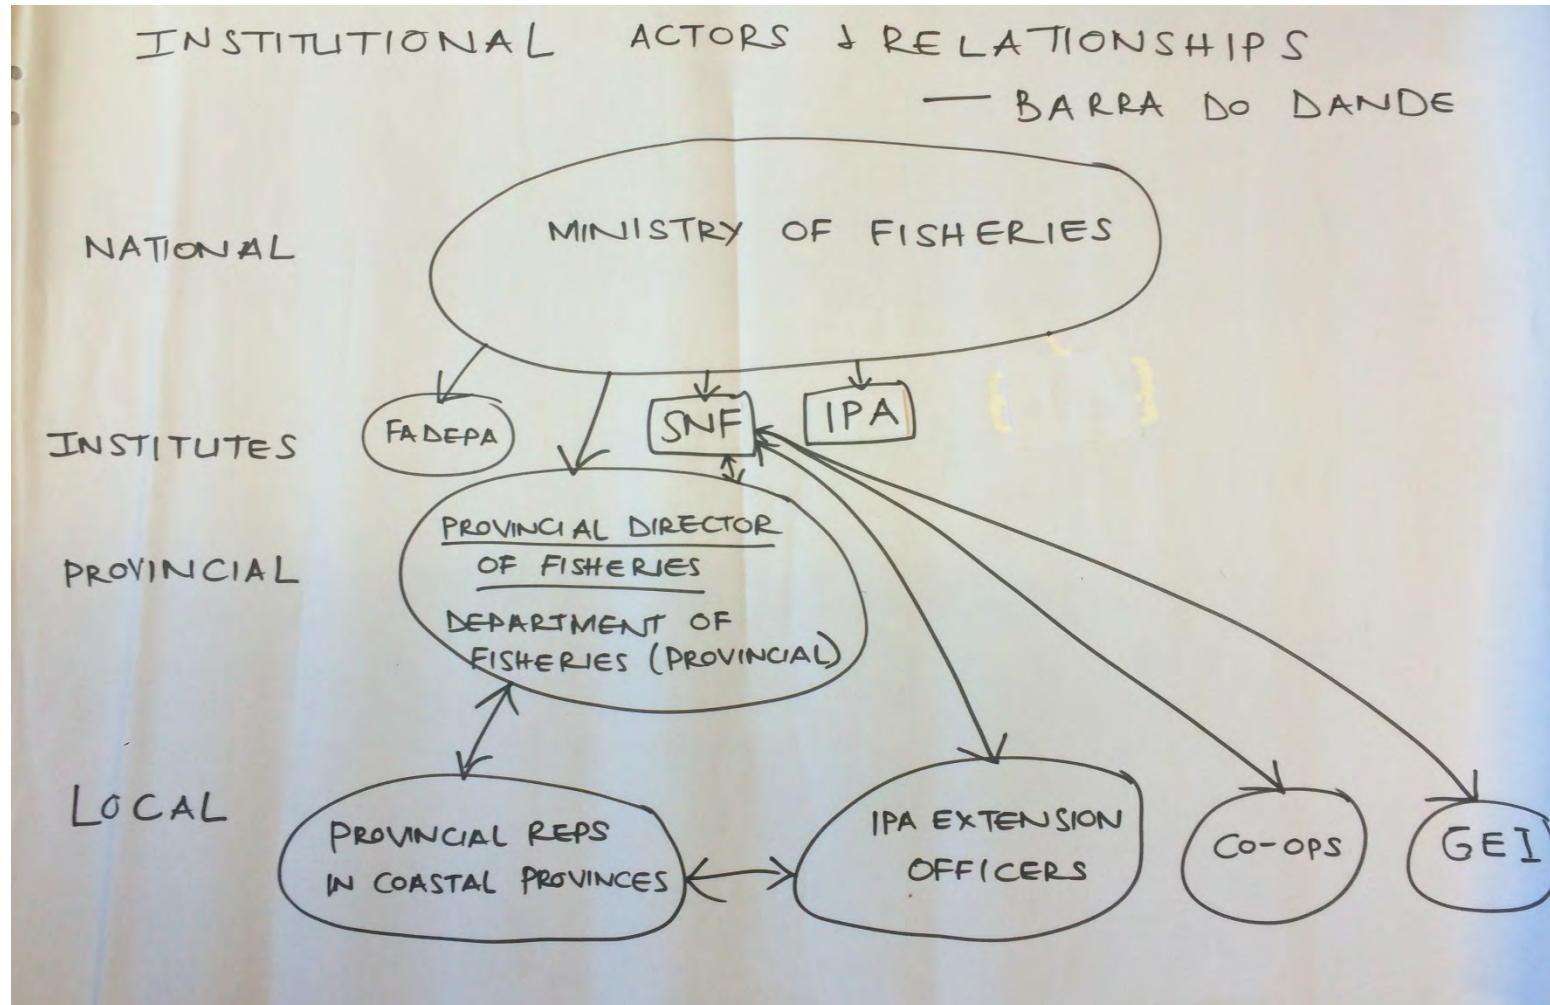 INSTITUTIONAL ACTORS & RELATIONSHIPS
— BARRA DO DANDE
NATIONAL
MINISTRY OF FISHERIES
INSTITUTES
FADEPA
SNF
IPA
PROVINCIAL
PROVINCIAL DIRECTOR
OF FISHERIES
DEPARTMENT OF
FISHERIES (PROVINCIAL)
LOCAL
PROVINCIAL REPS
IN COASTAL PROVINCES
IPA EXTENSION
OFFICERS
CO-OPS
GEI